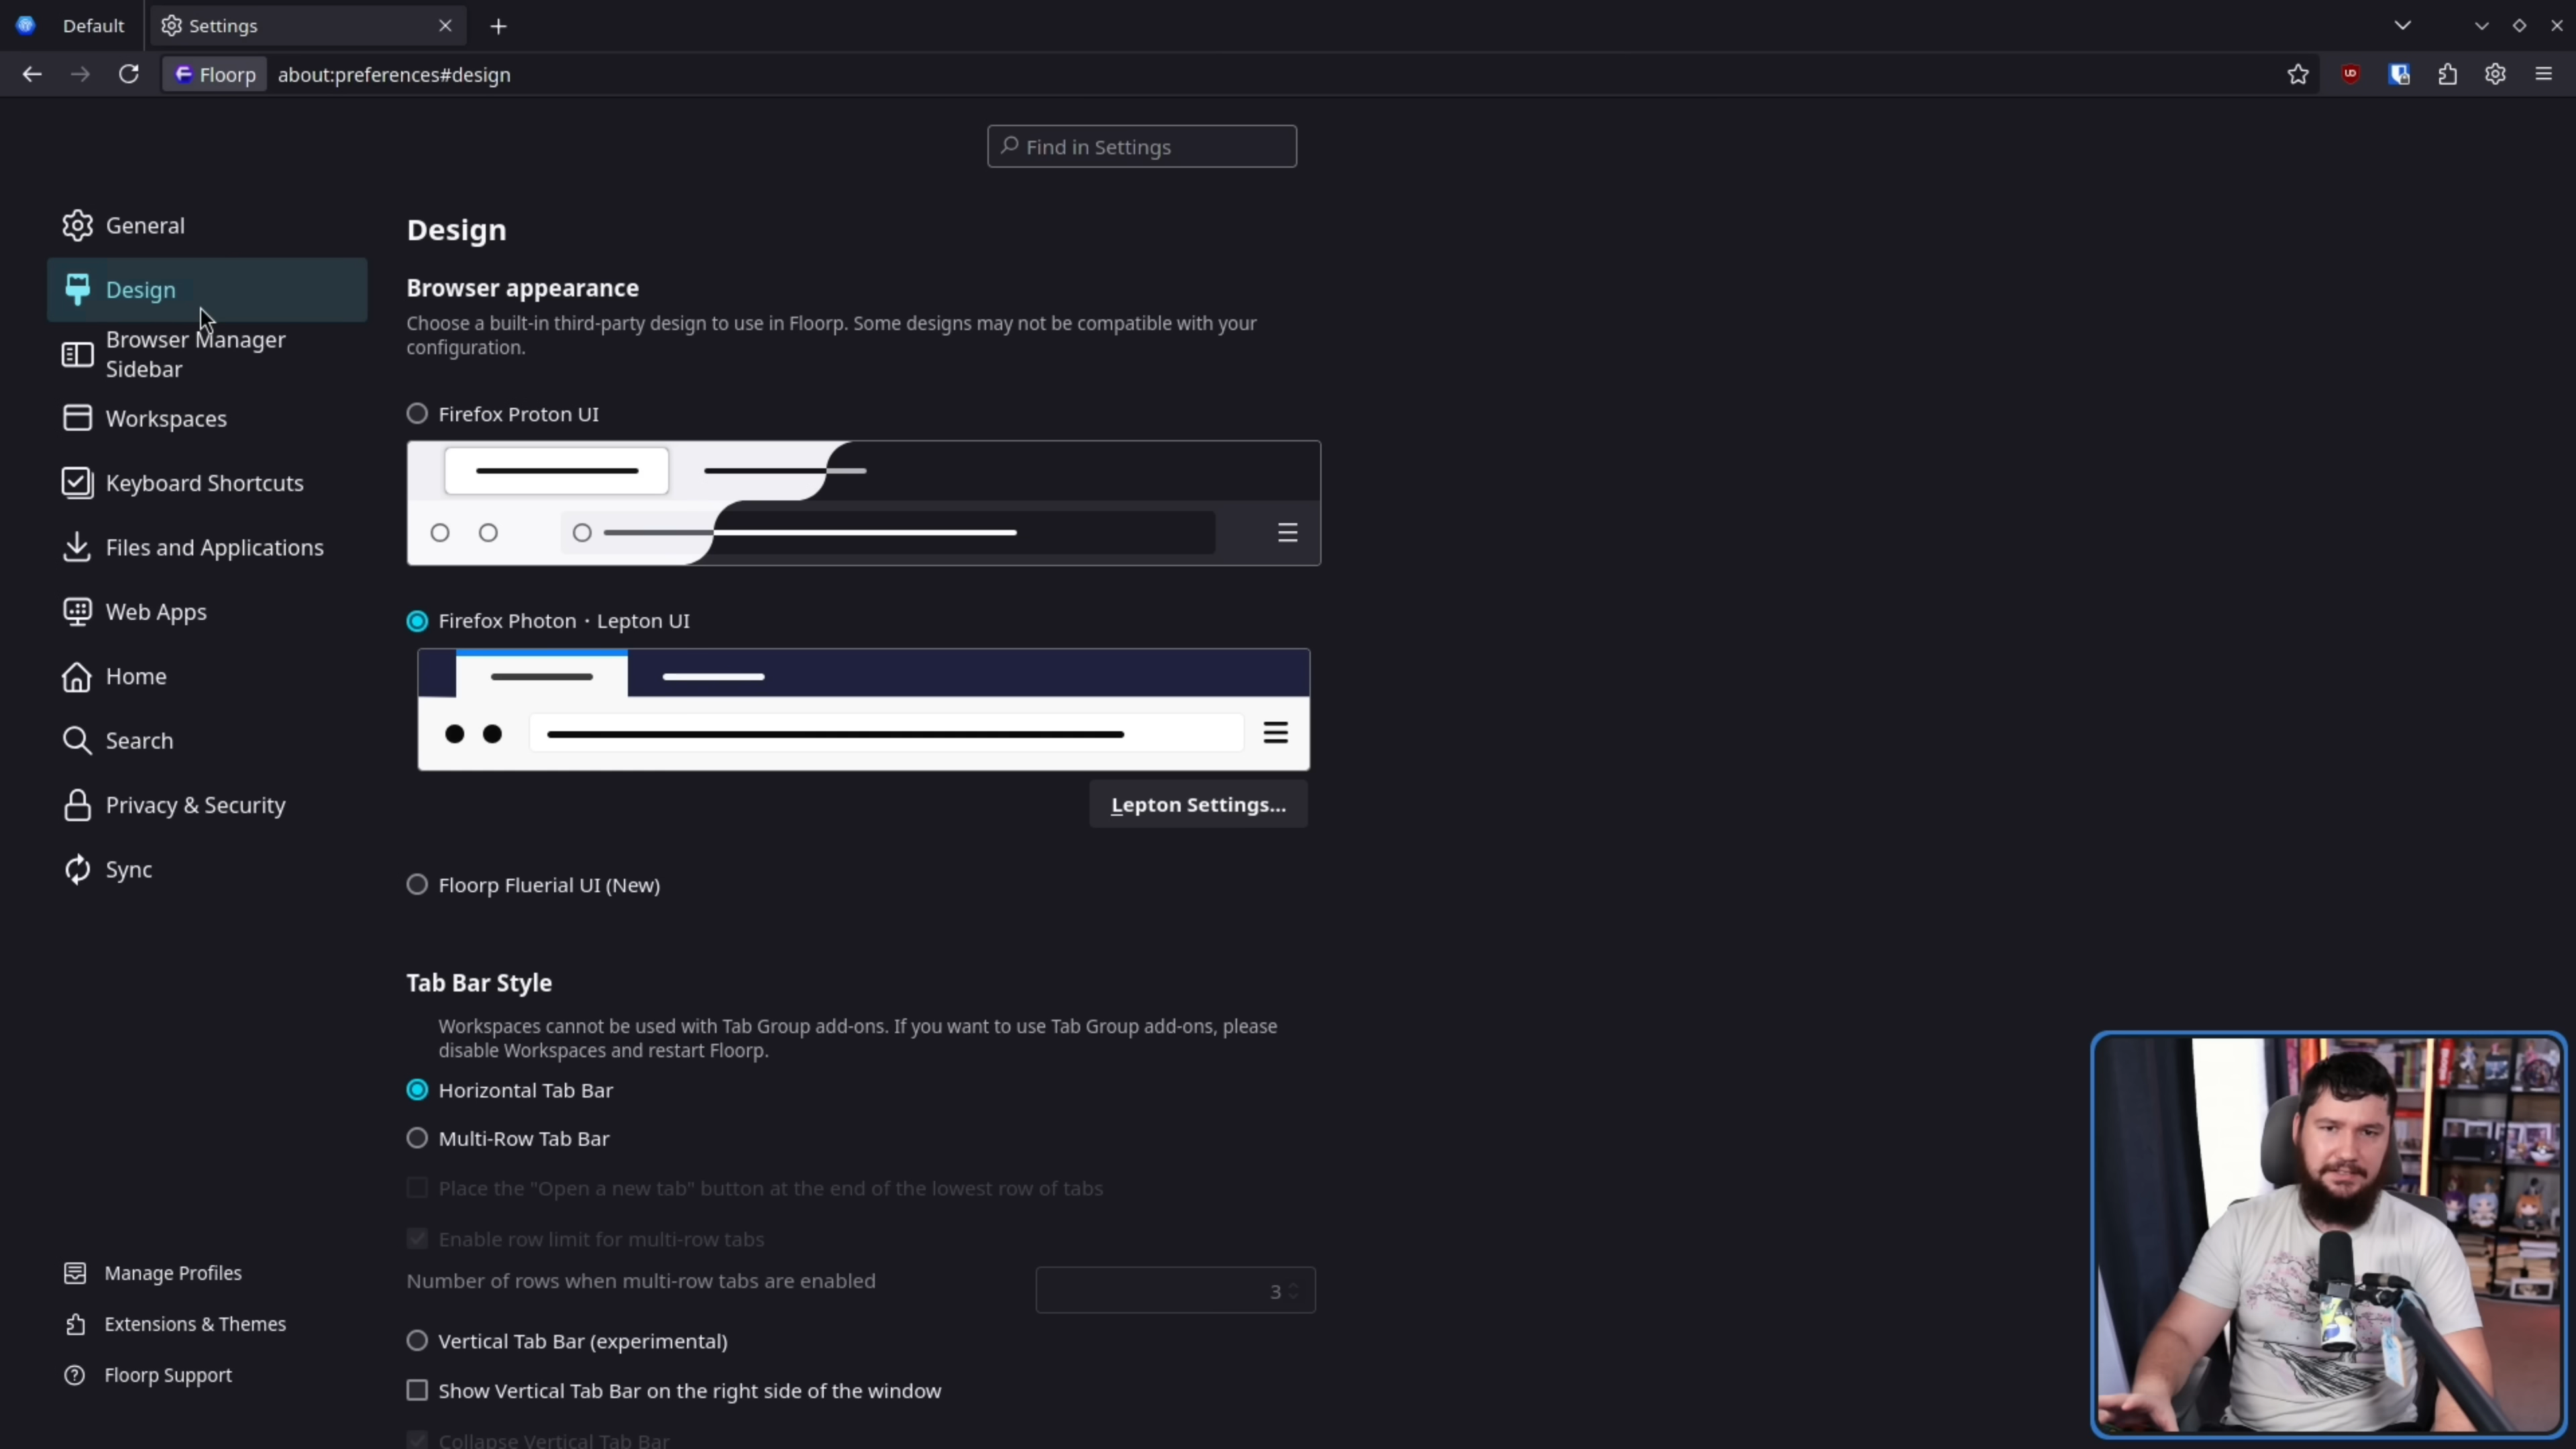 Default
Settings
Floorp
about:preferences#design
Find in Settings
General
Design
Browser Manager
Sidebar
Workspaces
Keyboard Shortcuts
Files and Applications
Web Apps
Home
Search
Privacy & Security
Sync
Manage Profiles
Extensions & Themes
Floorp Support
Design
Browser appearance
Choose a built-in third-party design to use in Floorp. Some designs may not be compatible with your
configuration.
Firefox Proton UI
Firefox Photon · Lepton UI
Lepton Settings...
Floorp Fluerial UI (New)
Tab Bar Style
Workspaces cannot be used with Tab Group add-ons. If you want to use Tab Group add-ons, please
disable Workspaces and restart Floorp.
Horizontal Tab Bar
Multi-Row Tab Bar
Place the "Open a new tab" button at the end of the lowest row of tabs
Enable row limit for multi-row tabs
Number of rows when multi-row tabs are enabled
3
Vertical Tab Bar (experimental)
Show Vertical Tab Bar on the right side of the window
Collapse Vertical Tab Bar